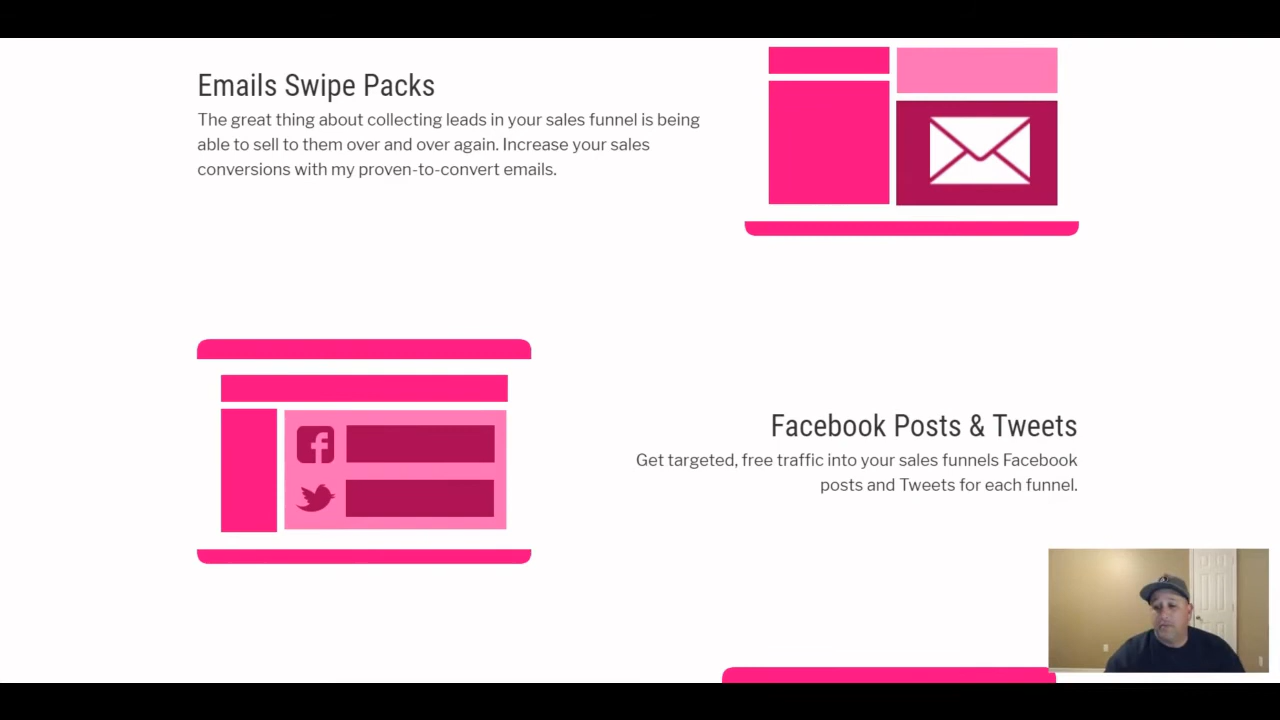 Emails Swipe Packs
The great thing about collecting leads in your sales funnel is being
able to sell to them over and over again. Increase your sales
conversions with my proven-to-convert emails.
Facebook Posts & Tweets
Get targeted, free traffic into your sales funnels Facebook
posts and Tweets for each funnel.